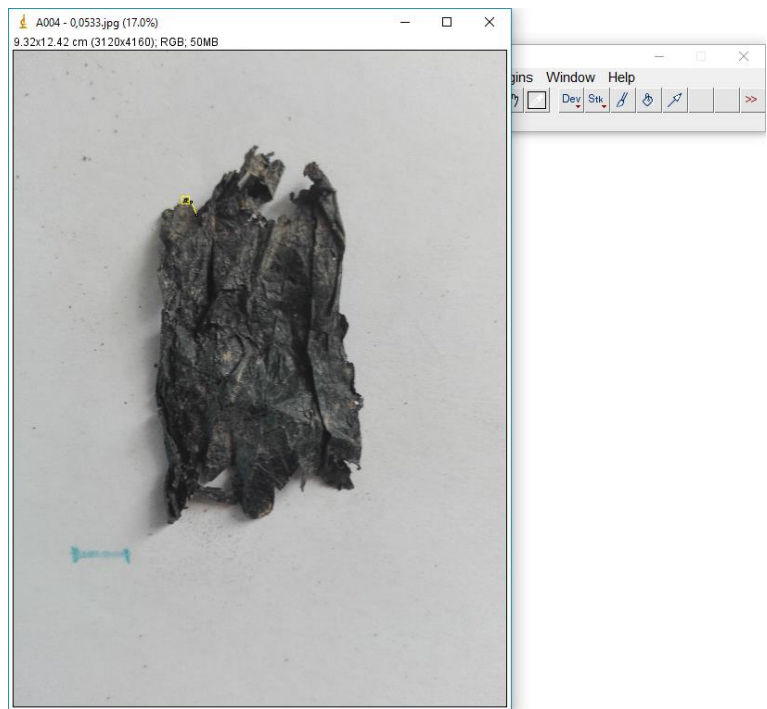 A004 - 0,0533.jpg (17.0%)
9.32x12.42 cm (3120x4160); RGB; 50MB
gins Window Help
Dev Stk >>